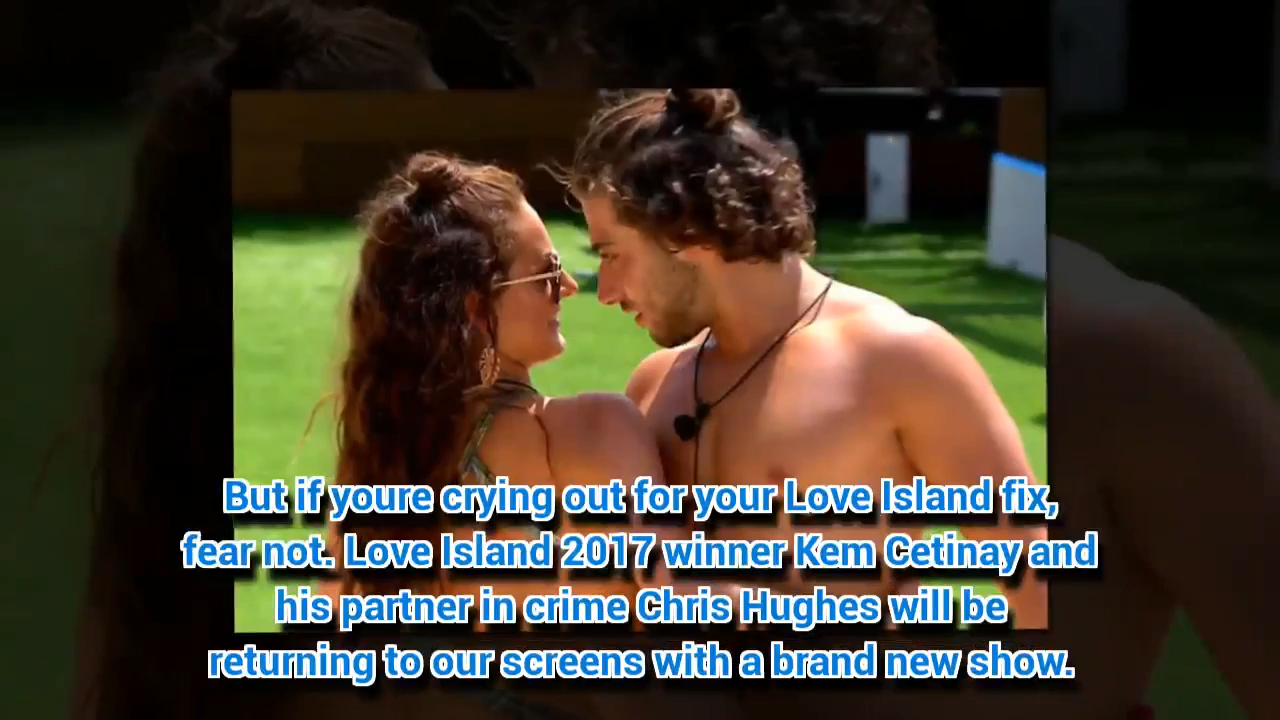 But if youre crying out for your Love Island fix,
fear not. Love Island 2017 winner Kem Cetinay and
his partner in crime Chris Hughes will be
returning to our screens with a brand new show.